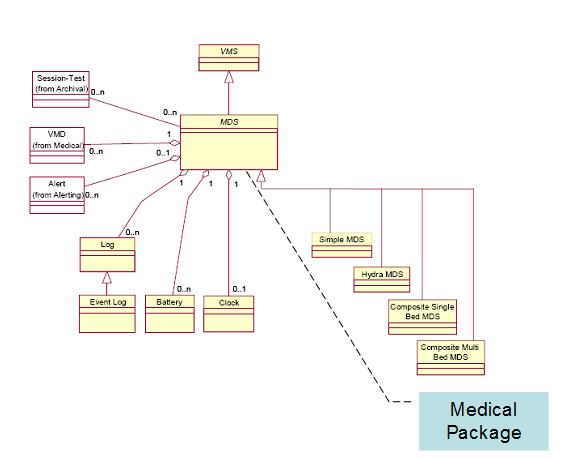 VMS
Session-Test
(from Archival)
0..n
0..n
MDS
1
VMD
(from Medical)
0..n
0..1
Alert
(from Alerting)
0..n
1
1
1
0..n
Log
Simple MDS
Hydra MDS
0..n
0..1
Event Log
Battery
Clock
Composite Single
Bed MDS
Composite Multi
Bed MDS
Medical
Package